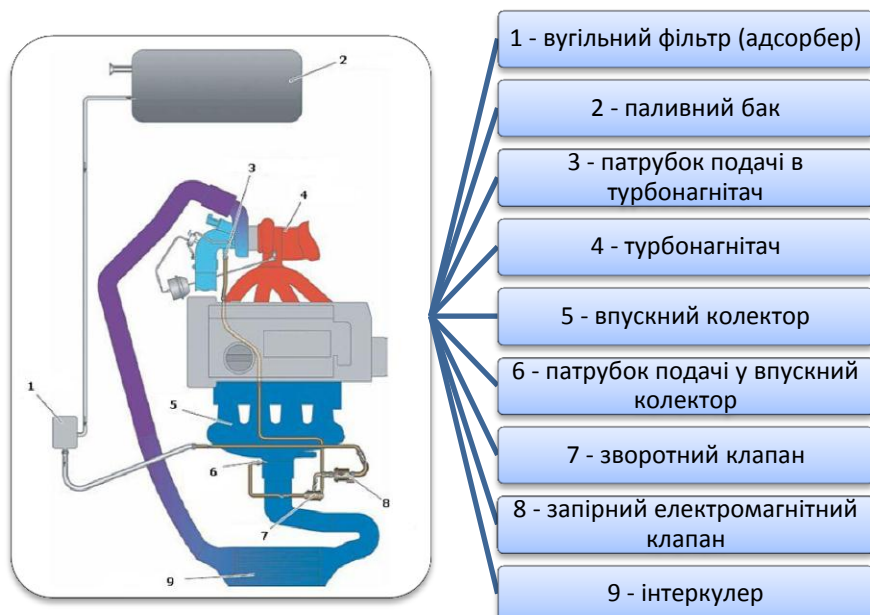 2
3
4
1
5
6
8
7
9
1 - вугільний фільтр (адсорбер)
2 - паливний бак
3 - патрубок подачі в
турбонагнітач
4 - турбонагнітач
5 - впускний колектор
6 - патрубок подачі у впускний
колектор
7 - зворотний клапан
8 - запірний електромагнітний
клапан
9 - інтеркулер